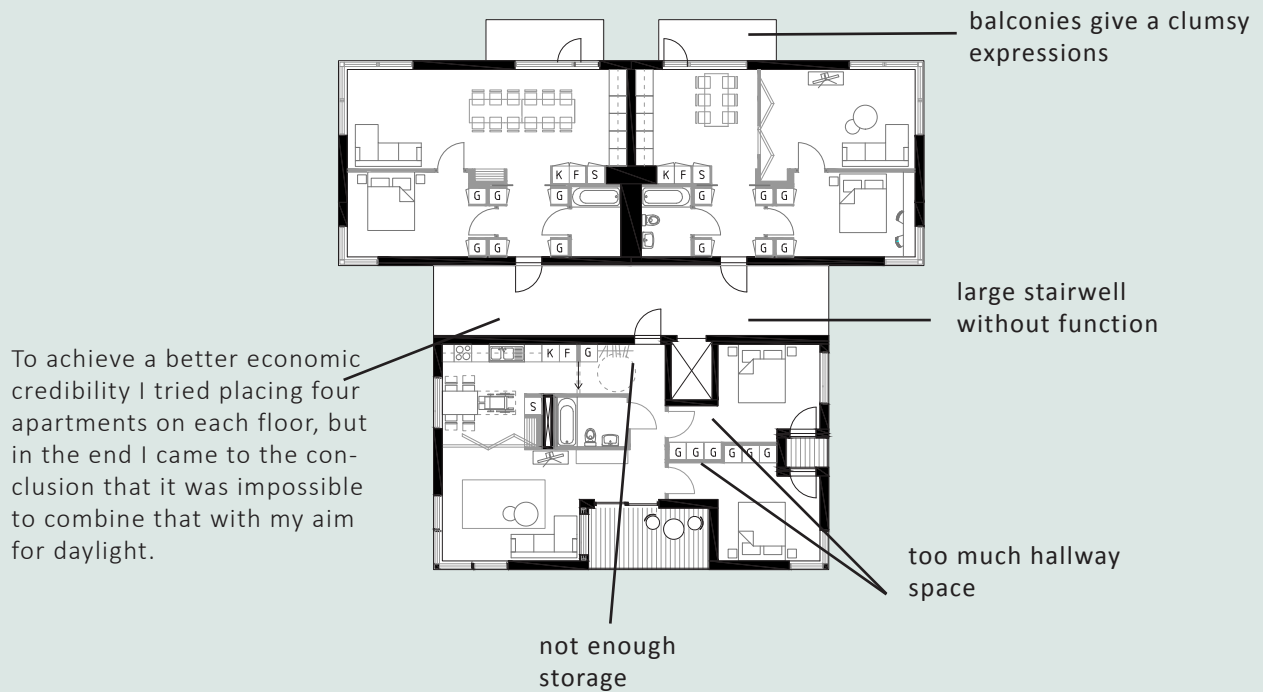 balconies give a clumsy
expressions
K F S
K F S
G G
G
G
G G
G G
G
G
G G
large stairwell
without function
To achieve a better economic
credibility I tried placing four
apartments on each floor, but
in the end I came to the con-
clusion that it was impossible
to combine that with my aim
for daylight.
K F G
S
G G G G G G
too much hallway
space
not enough
storage